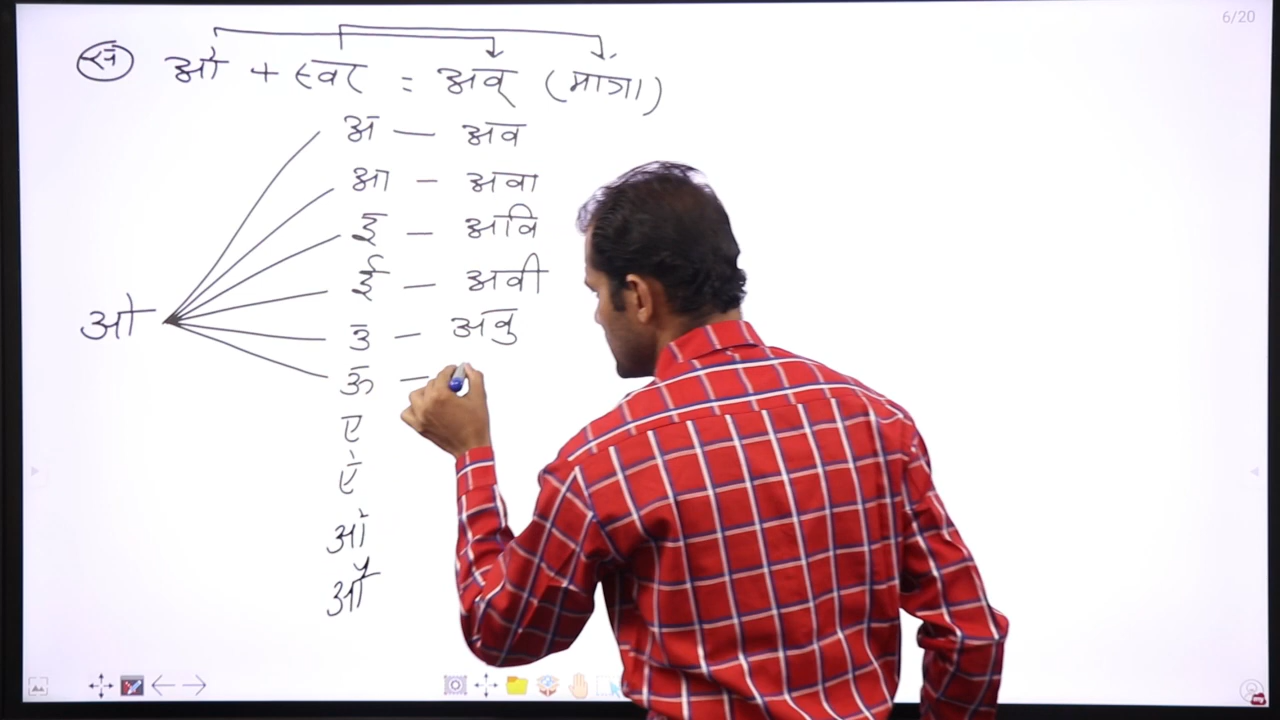 6/20
सूत्र ओ + स्वर = अव् (मात्रा)
अ — अव
आ — अवा
इ — अवि
ई — अवी
ओ उ — अवु
ऊ —
ए
ऐ
ओ
औ